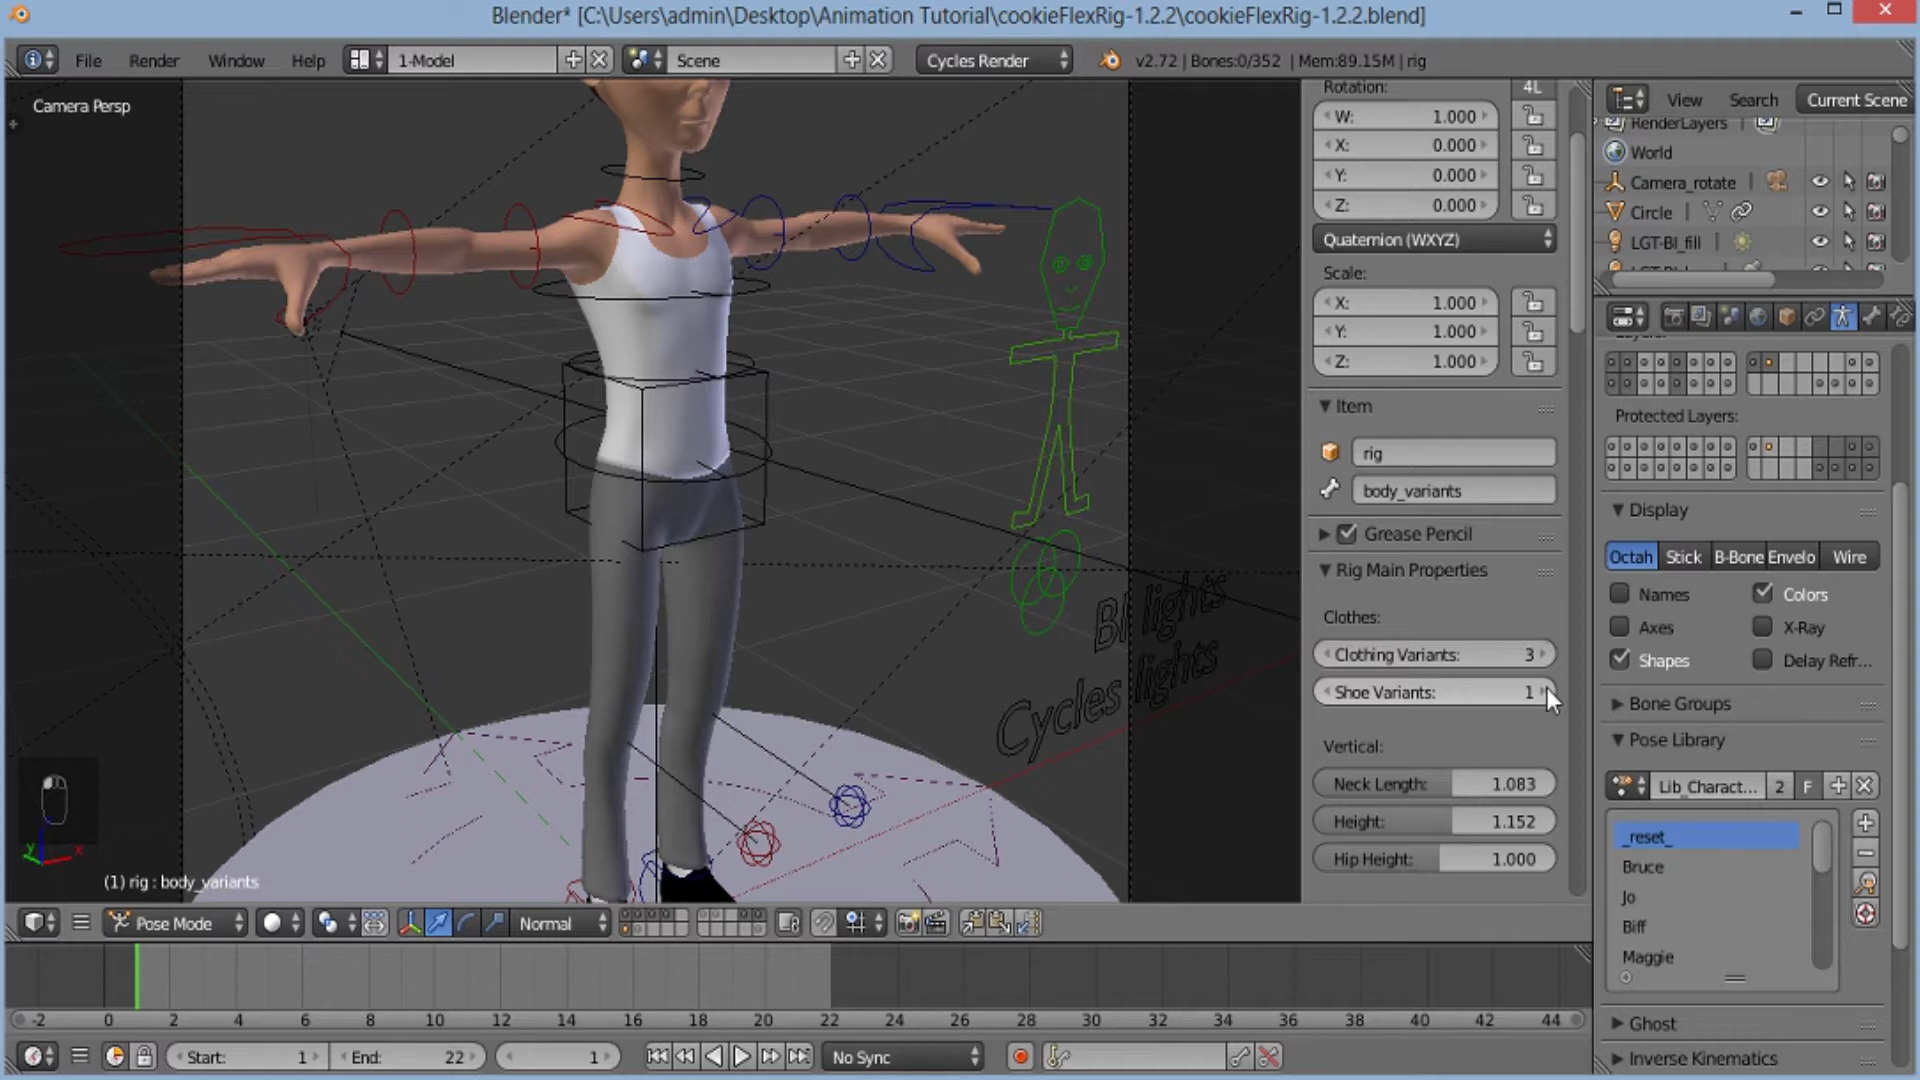 Blender* [C:\Users\admin\Desktop\Animation Tutorial\cookieFlexRig-1.2.2\cookieFlexRig-1.2.2.blend]
File Render Window Help 1-Model Scene Cycles Render v2.72 | Bones:0/352 | Mem:89.15M | rig
Camera Persp
BI lights
Cycles lights
y x
(1) rig : body_variants
Rotation: 4L
W: 1.000
X: 0.000
Y: 0.000
Z: 0.000
Quaternion (WXYZ)
Scale:
X: 1.000
Y: 1.000
Z: 1.000
Item
rig
body_variants
Grease Pencil
Rig Main Properties
Clothes:
Clothing Variants: 3
Shoe Variants: 1
Vertical:
Neck Length: 1.083
Height: 1.152
Hip Height: 1.000
View Search Current Scene
RenderLayers |
World
Camera_rotate |
Circle |
LGT-BI_fill |
Protected Layers:
Display
Octah Stick B-Bone Envelo Wire
Names Colors
Axes X-Ray
Shapes Delay Refr...
Bone Groups
Pose Library
Lib_Charact... 2 F
_reset_
Bruce
Jo
Biff
Maggie
Ghost
Inverse Kinematics
Pose Mode Normal
-2 0 2 4 6 8 10 12 14 16 18 20 22 24 26 28 30 32 34 36 38 40 42 44
Start: 1 End: 22 1 No Sync